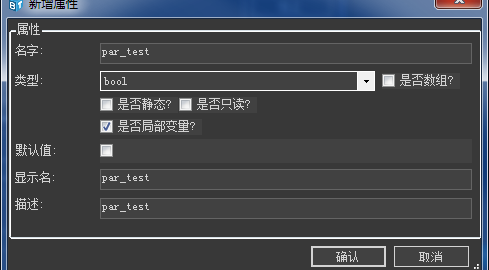 新增属性
属性
名字: par_test
类型: bool 是否数组?
是否静态? 是否只读?
是否局部变量?
默认值:
显示名: par_test
描述: par_test
确认 取消